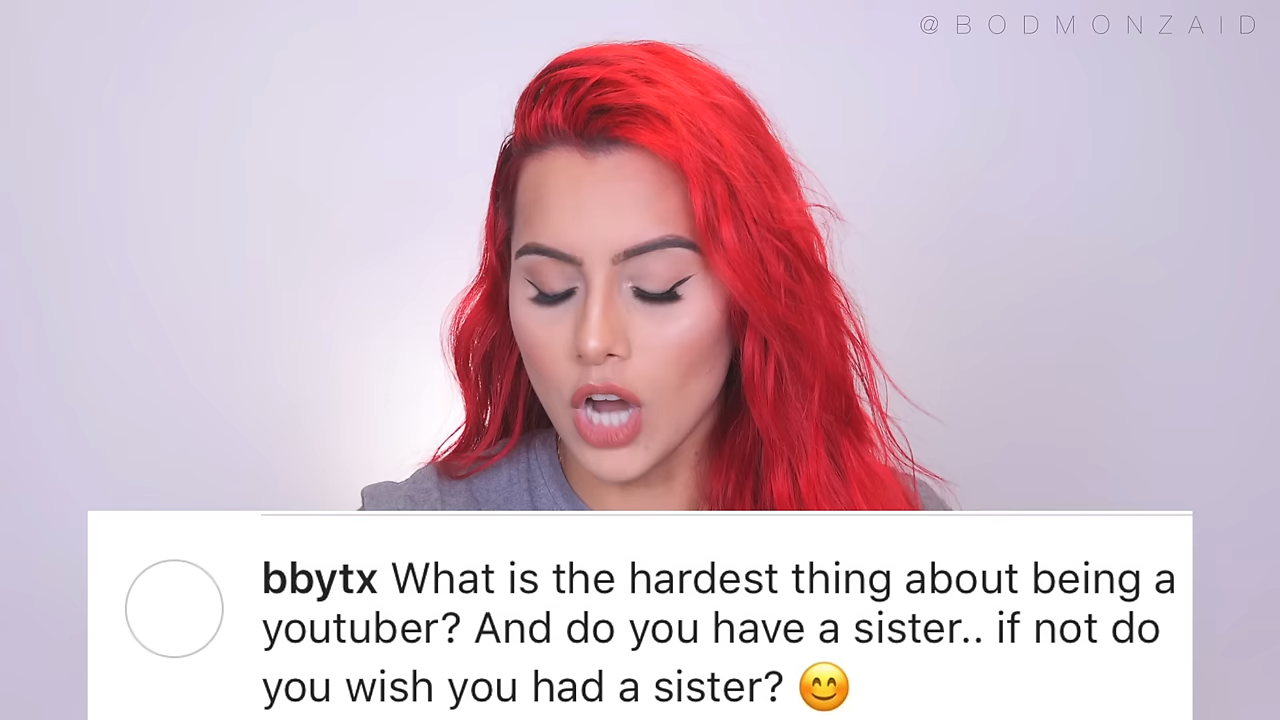 @BODMONZAID
bbytx What is the hardest thing about being a
youtuber? And do you have a sister.. if not do
you wish you had a sister? 😊